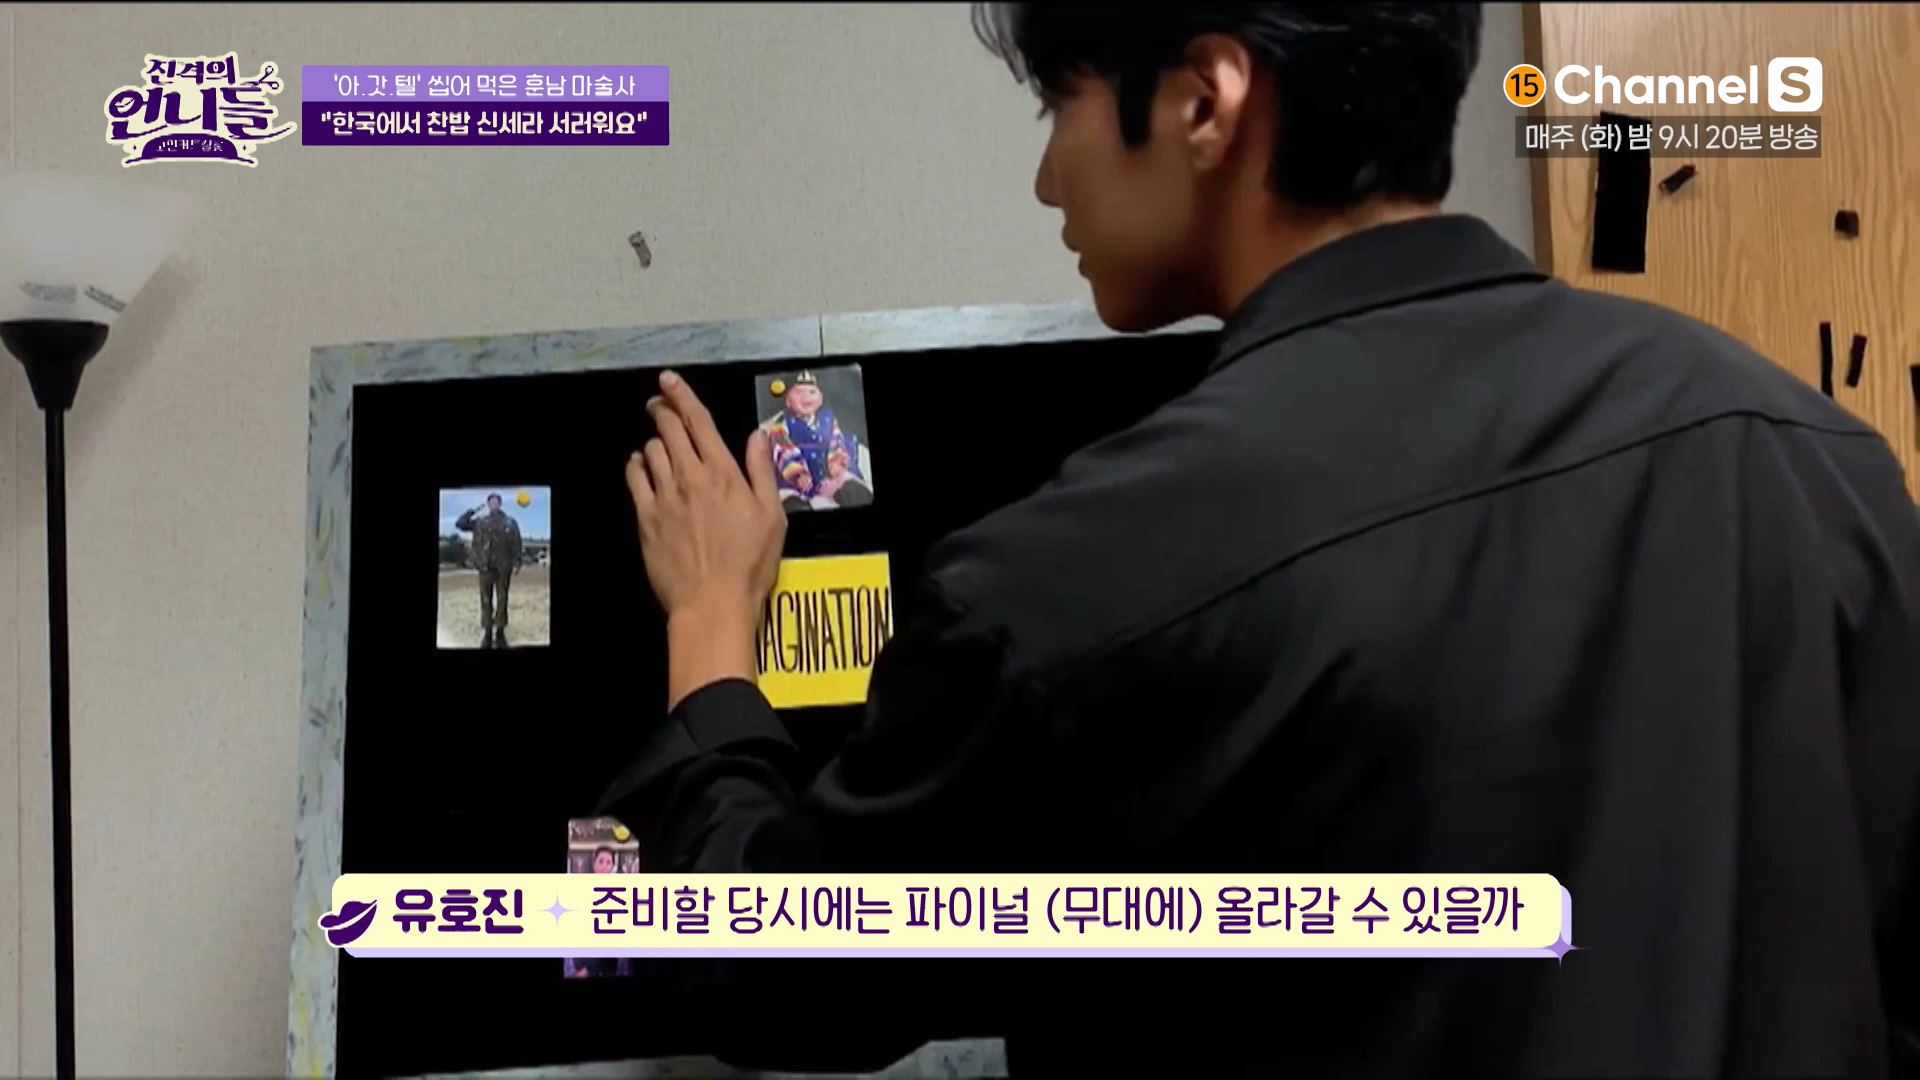 진격의
언니들
'아.갓.텔' 씹어 먹은 훈남 마술사
"한국에서 찬밥 신세라 서러워요"
15 Channel S
매주 (화) 밤 9시 20분 방송
AGINATION
유호진 준비할 당시에는 파이널 (무대에) 올라갈 수 있을까